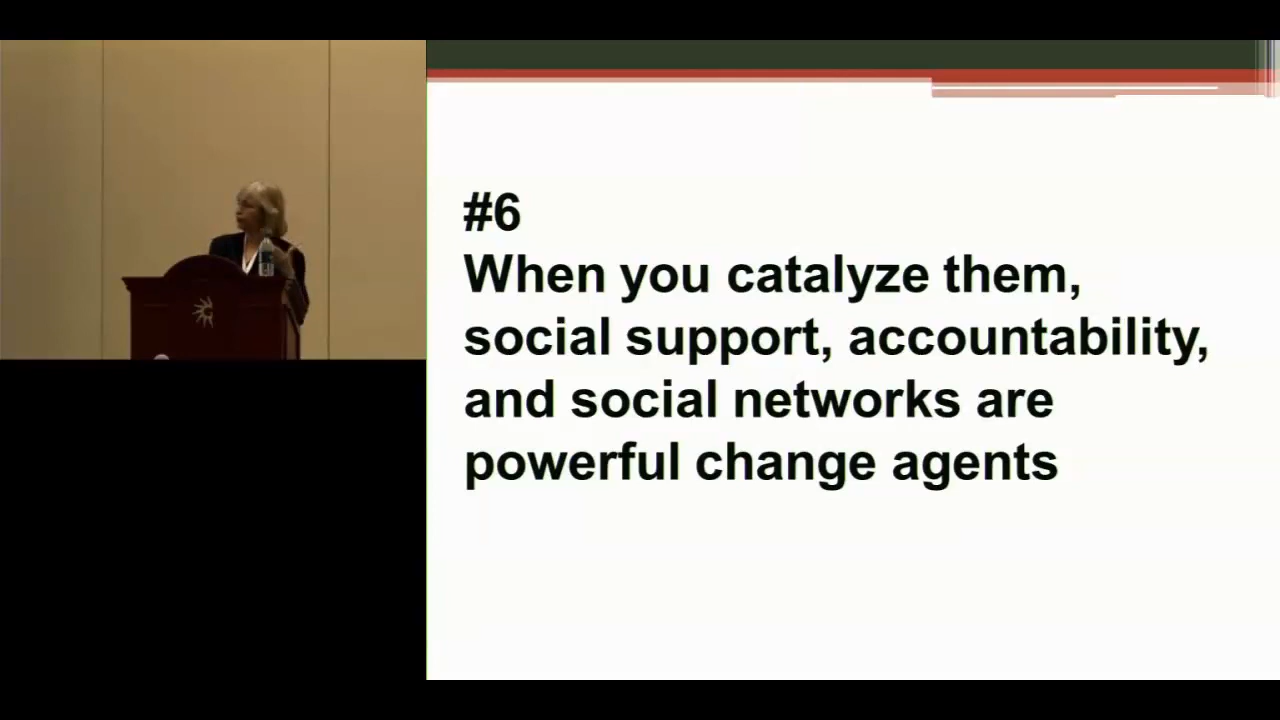 #6
When you catalyze them,
social support, accountability,
and social networks are
powerful change agents